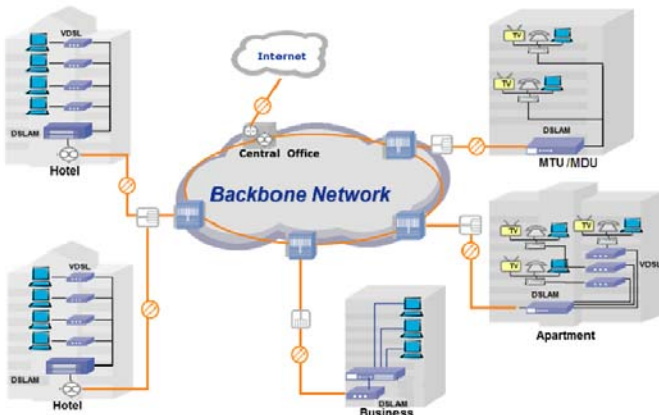 VDSL
DSLAM
Hotel
Internet
Central Office
Backbone Network
TV
TV
DSLAM
MTU/MDU
TV
TV
TV
VDSL
DSLAM
Apartment
VDSL
DSLAM
Hotel
DSLAM
Business